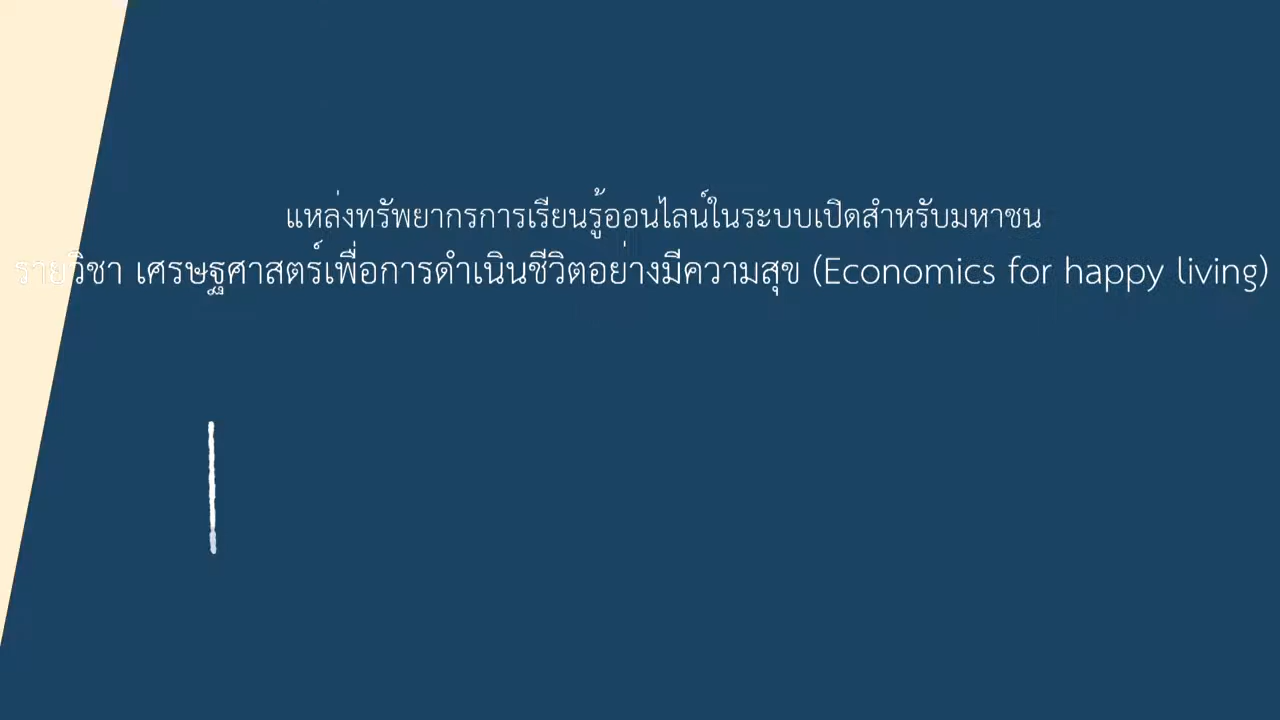 แหล่งทรัพยากรการเรียนรู้ออนไลน์ในระบบเปิดสำหรับมหาชน
รายวิชา เศรษฐศาสตร์เพื่อการดำเนินชีวิตอย่างมีความสุข (Economics for happy living)